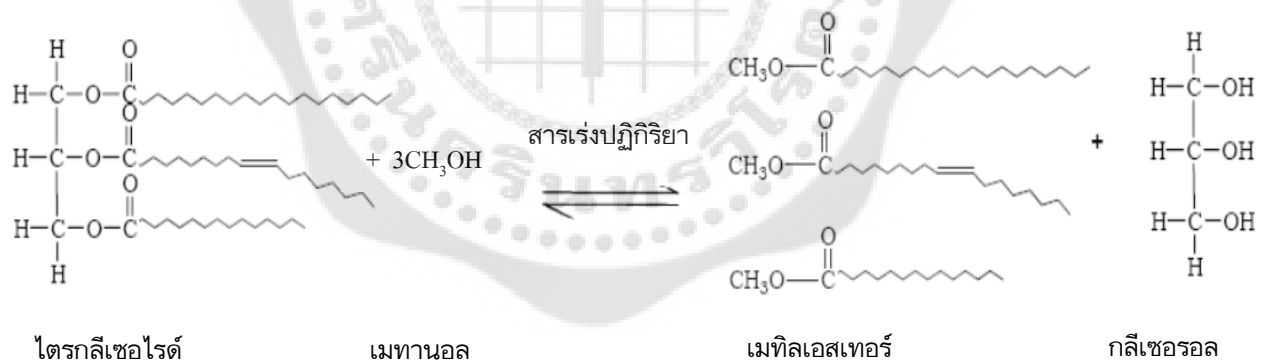 H O
H—C—O—C
O
H—C—O—C
O
H—C—O—C
H
+ 3CH₃OH
สารเร่งปฏิกิริยา
O
CH₃O—C
O
CH₃O—C
O
CH₃O—C
+
H
H—C—OH
H—C—OH
H—C—OH
H
ไตรกลีเซอไรด์ เมทานอล เมทิลเอสเทอร์ กลีเซอรอล